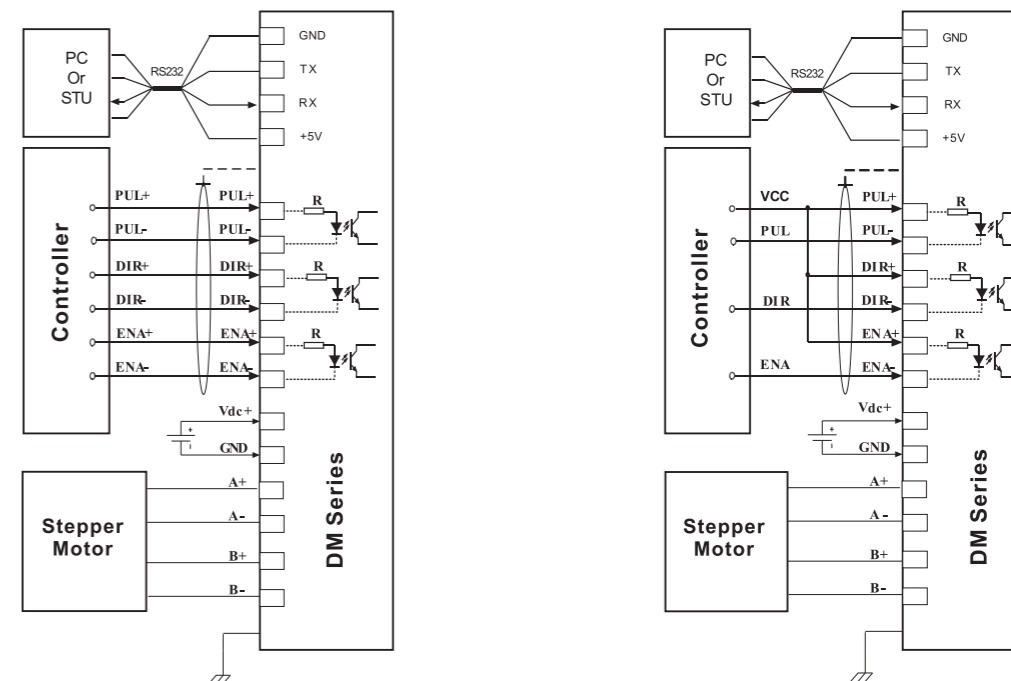 PC
Or
STU
RS232
GND
TX
RX
+5V
Controller
PUL+ PUL+ R
PUL- PUL-
DIR+ DIR+ R
DIR- DIR-
ENA+ ENA+ R
ENA- ENA-
Vdc+
+
-
GND
Stepper
Motor
A+
A-
B+
B-
DM Series
PC
Or
STU
RS232
GND
TX
RX
+5V
Controller
VCC PUL+ R
PUL PUL-
DIR+ R
DIR DIR-
ENA+ R
ENA ENA-
Vdc+
+
-
GND
Stepper
Motor
A+
A-
B+
B-
DM Series